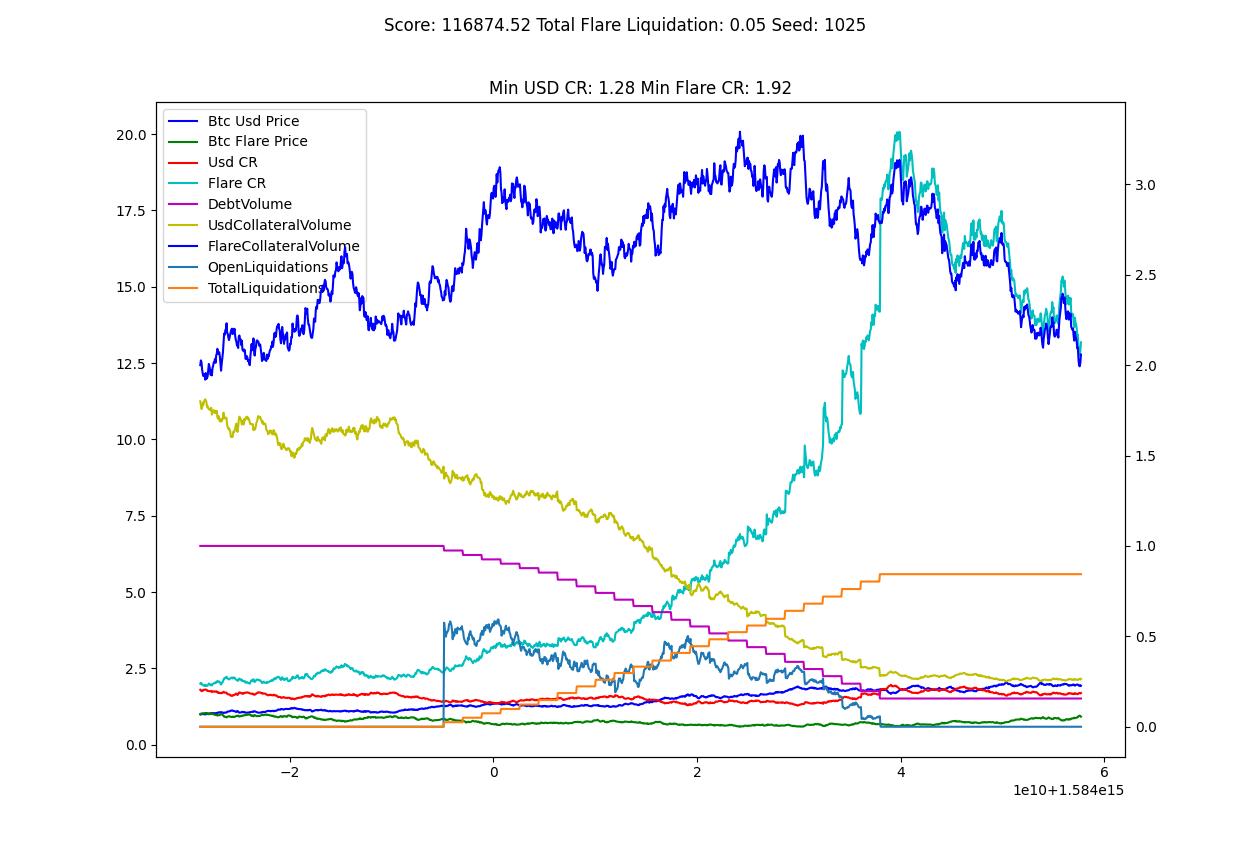 Score: 116874.52 Total Flare Liquidation: 0.05 Seed: 1025
Min USD CR: 1.28 Min Flare CR: 1.92
Btc Usd Price
Btc Flare Price
Usd CR
Flare CR
DebtVolume
UsdCollateralVolume
FlareCollateralVolume
OpenLiquidations
TotalLiquidations
20.0
17.5
15.0
12.5
10.0
7.5
5.0
2.5
0.0
3.0
2.5
2.0
1.5
1.0
0.5
0.0
−2
0
2
4
6
1e10+1.584e15